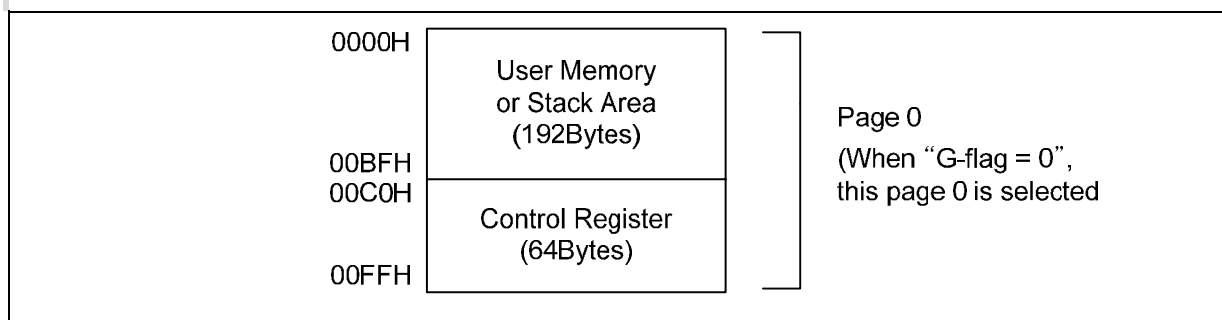 0000H
User Memory
or Stack Area
(192Bytes)
00BFH
00C0H
Control Register
(64Bytes)
00FFH
Page 0
(When “G-flag = 0”,
this page 0 is selected